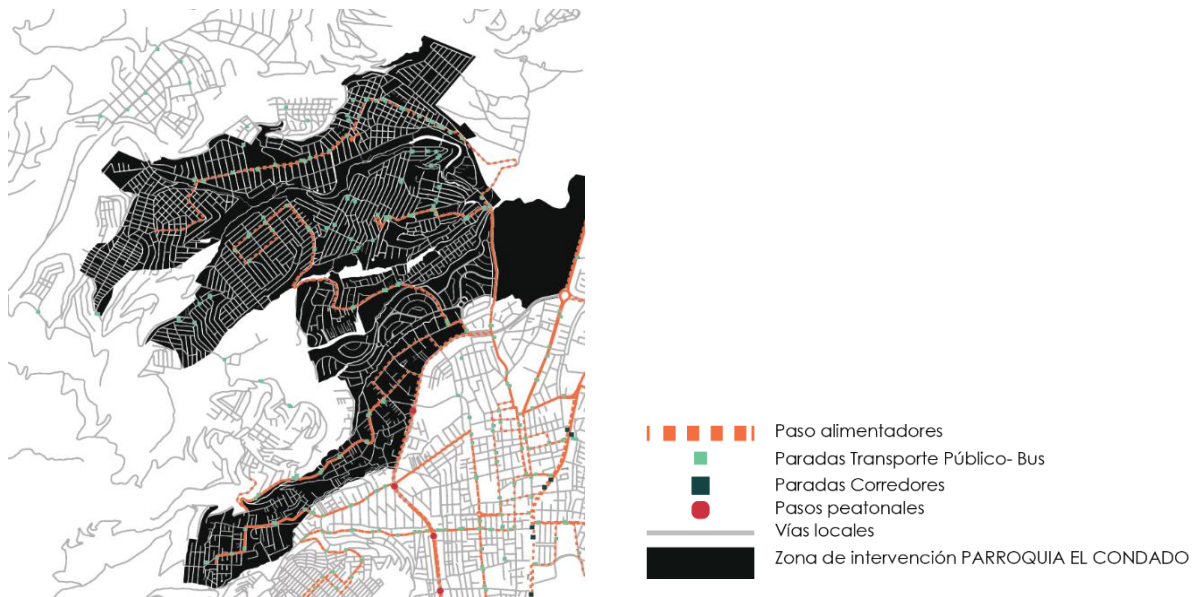 Paso alimentadores
Paradas Transporte Público- Bus
Paradas Corredores
Pasos peatonales
Vías locales
Zona de intervención PARROQUIA EL CONDADO